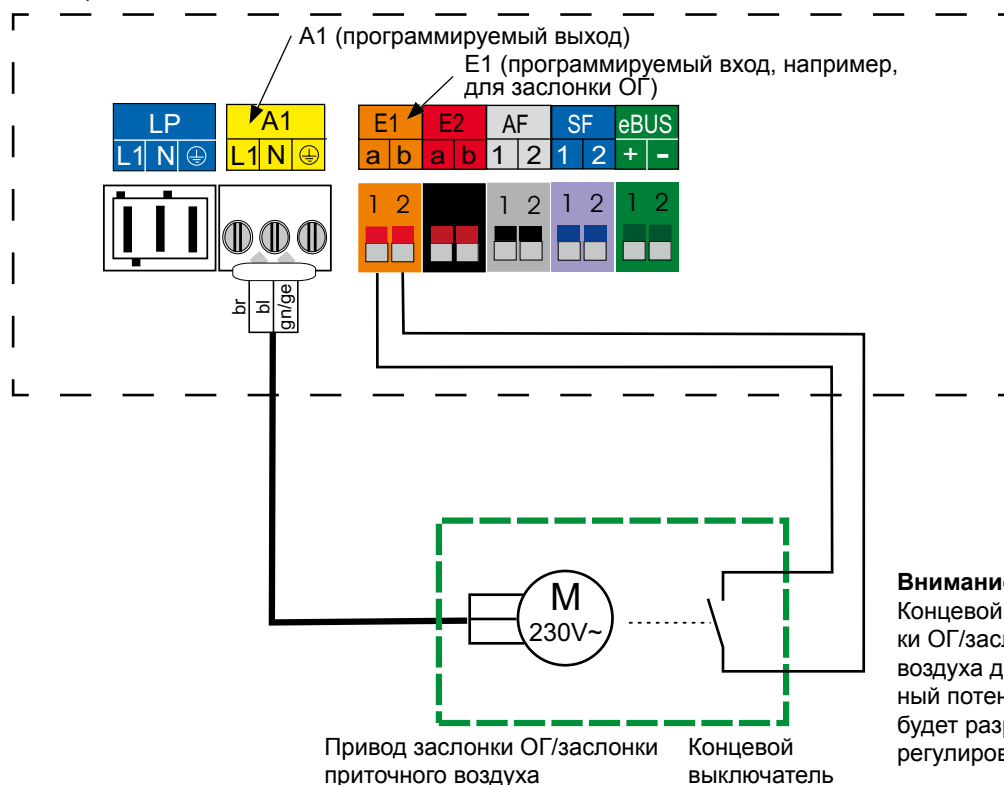 A1 (программируемый выход)
E1 (программируемый вход, например,
для заслонки ОГ)
LP A1 E1 E2 AF SF eBUS
L1 N L1 N a b a b 1 2 1 2 + -
1 2 1 2 1 2 1 2
br
bl
gn/ge
M
230V~
Привод заслонки ОГ/заслонки
приточного воздуха
Концевой
выключатель
Внимание
Концевой
ки ОГ/засл
воздуха д
ный потен
будет разр
регулиров